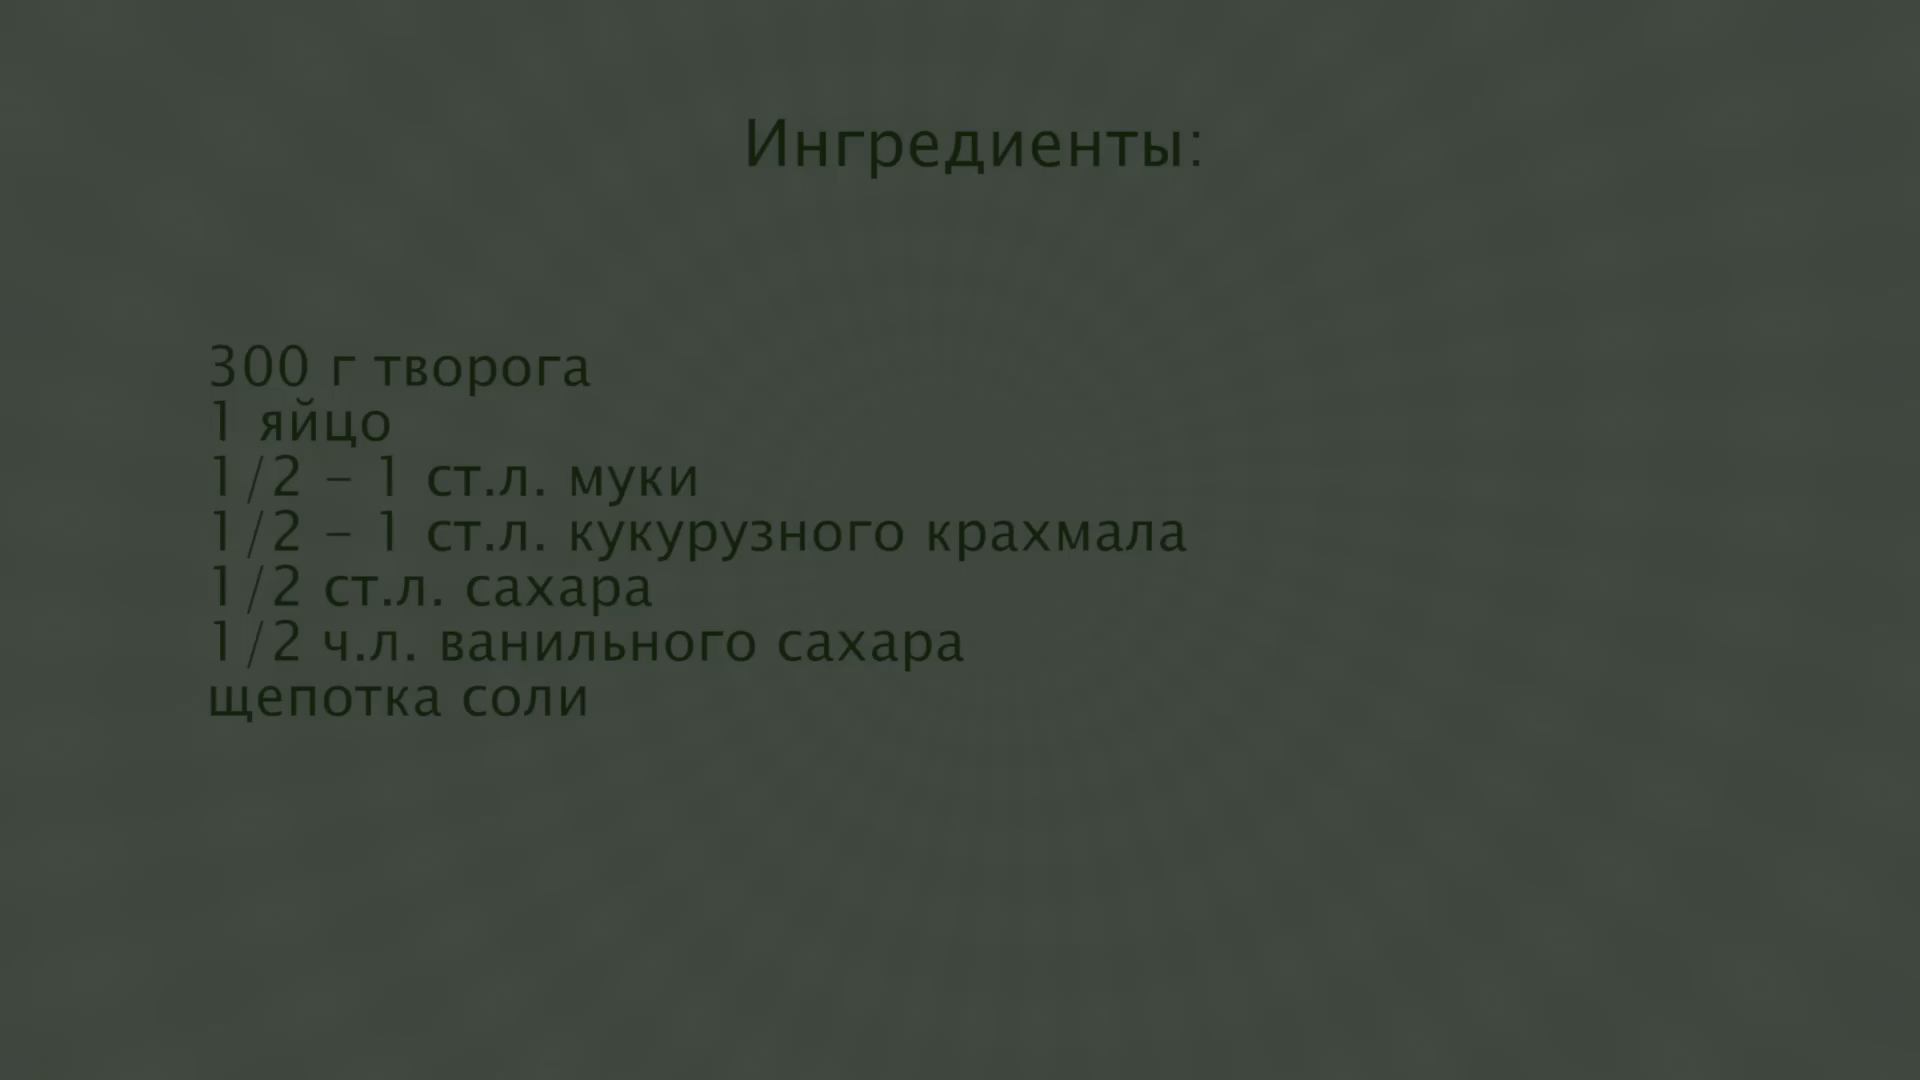 Ингредиенты:
300 г творога
1 яйцо
1/2 – 1 ст.л. муки
1/2 – 1 ст.л. кукурузного крахмала
1/2 ст.л. сахара
1/2 ч.л. ванильного сахара
щепотка соли